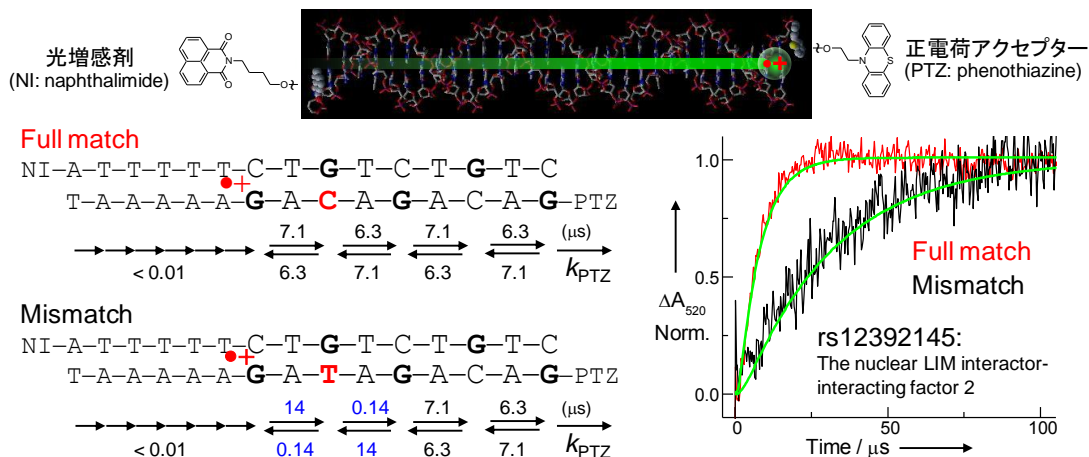 光増感剤
(NI: naphthalimide)
正電荷アクセプター
(PTZ: phenothiazine)
Full match
NI-A-T-T-T-T-T-C-T-G-T-C-T-G-T-C
T-A-A-A-A-A-G-A-C-A-G-A-C-A-G-PTZ
7.1 6.3 7.1 6.3 (μs)
< 0.01 6.3 7.1 6.3 7.1 kPTZ
Mismatch
NI-A-T-T-T-T-T-C-T-G-T-C-T-G-T-C
T-A-A-A-A-A-G-A-T-A-G-A-C-A-G-PTZ
14 0.14 7.1 6.3 (μs)
< 0.01 0.14 14 6.3 7.1 kPTZ
N
O
O
O
O
N
S
ΔA520
Norm.
1.0
0.5
0.0
Full match
Mismatch
rs12392145:
The nuclear LIM interactor-
interacting factor 2
0 50 100
Time / μs